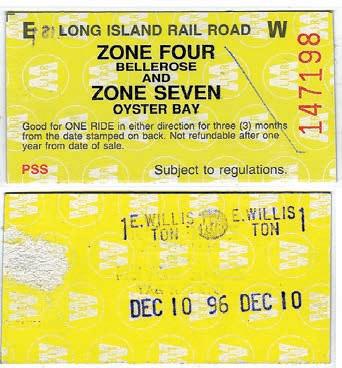 E LONG ISLAND RAIL ROAD W
ZONE FOUR
BELLEROSE
AND
ZONE SEVEN
OYSTER BAY
147198
Good for ONE RIDE in either direction for three (3) months
from the date stamped on back. Not refundable after one
year from date of sale.
PSS Subject to regulations.
1 E. WILLIS E. WILLIS 1
TON TON
DEC 10 96 DEC 10